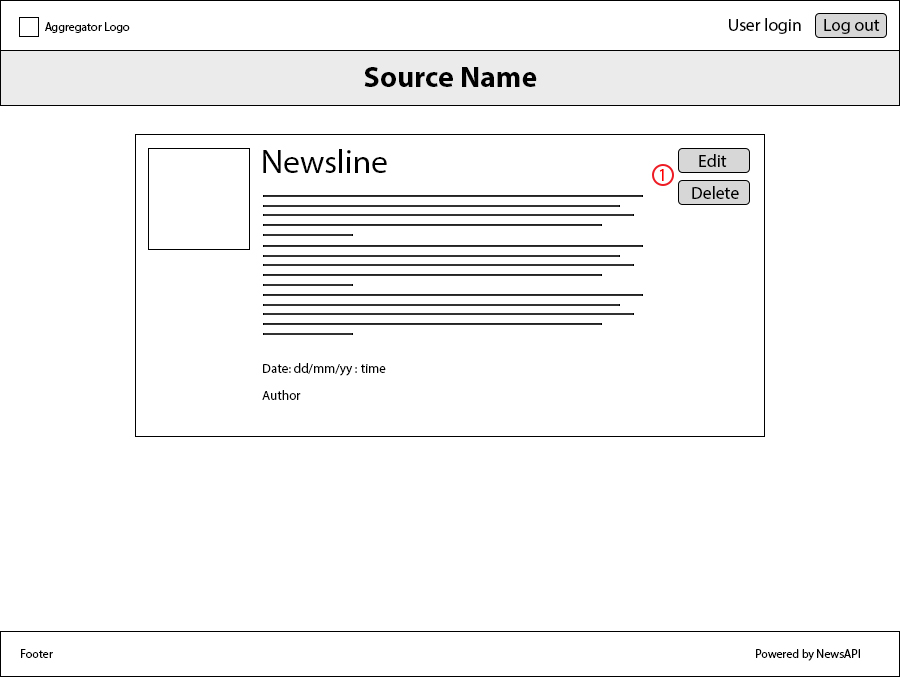 Aggregator Logo
User login
Log out
Source Name
Newsline
Edit
1
Delete
Date: dd/mm/yy : time
Author
Footer
Powered by NewsAPI